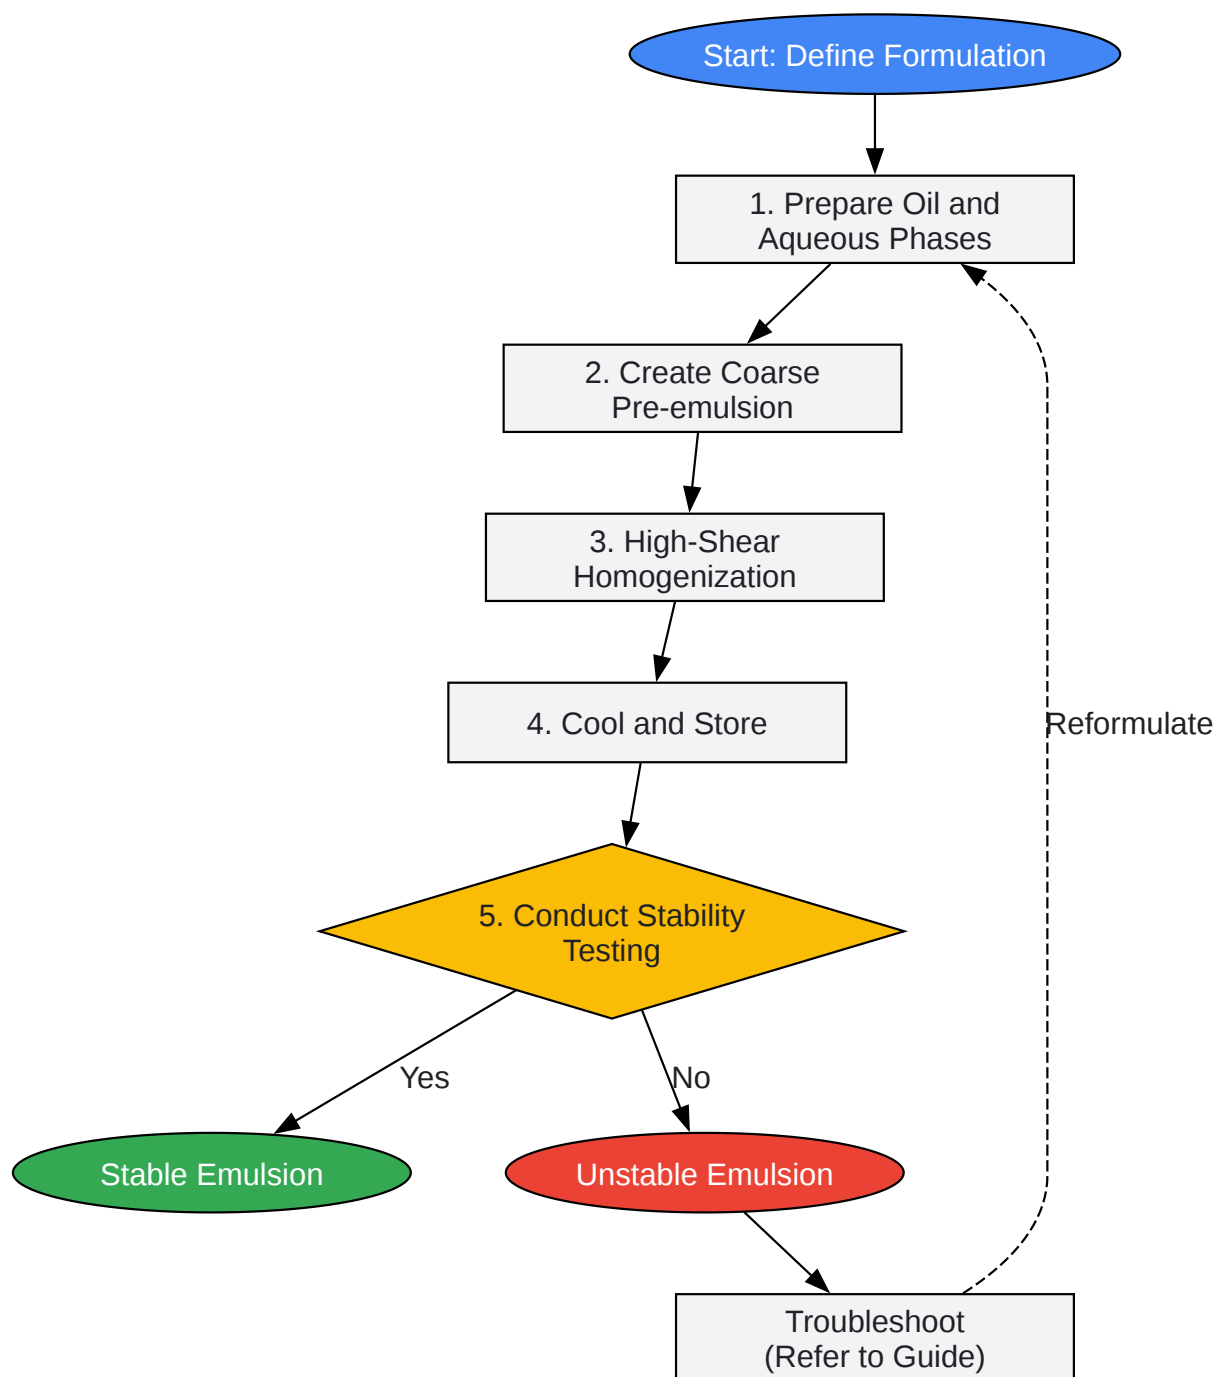 Start: Define Formulation
1. Prepare Oil and
Aqueous Phases
2. Create Coarse
Pre-emulsion
3. High-Shear
Homogenization
4. Cool and Store
Reformulate
5. Conduct Stability
Testing
Yes
No
Stable Emulsion
Unstable Emulsion
Troubleshoot
(Refer to Guide)